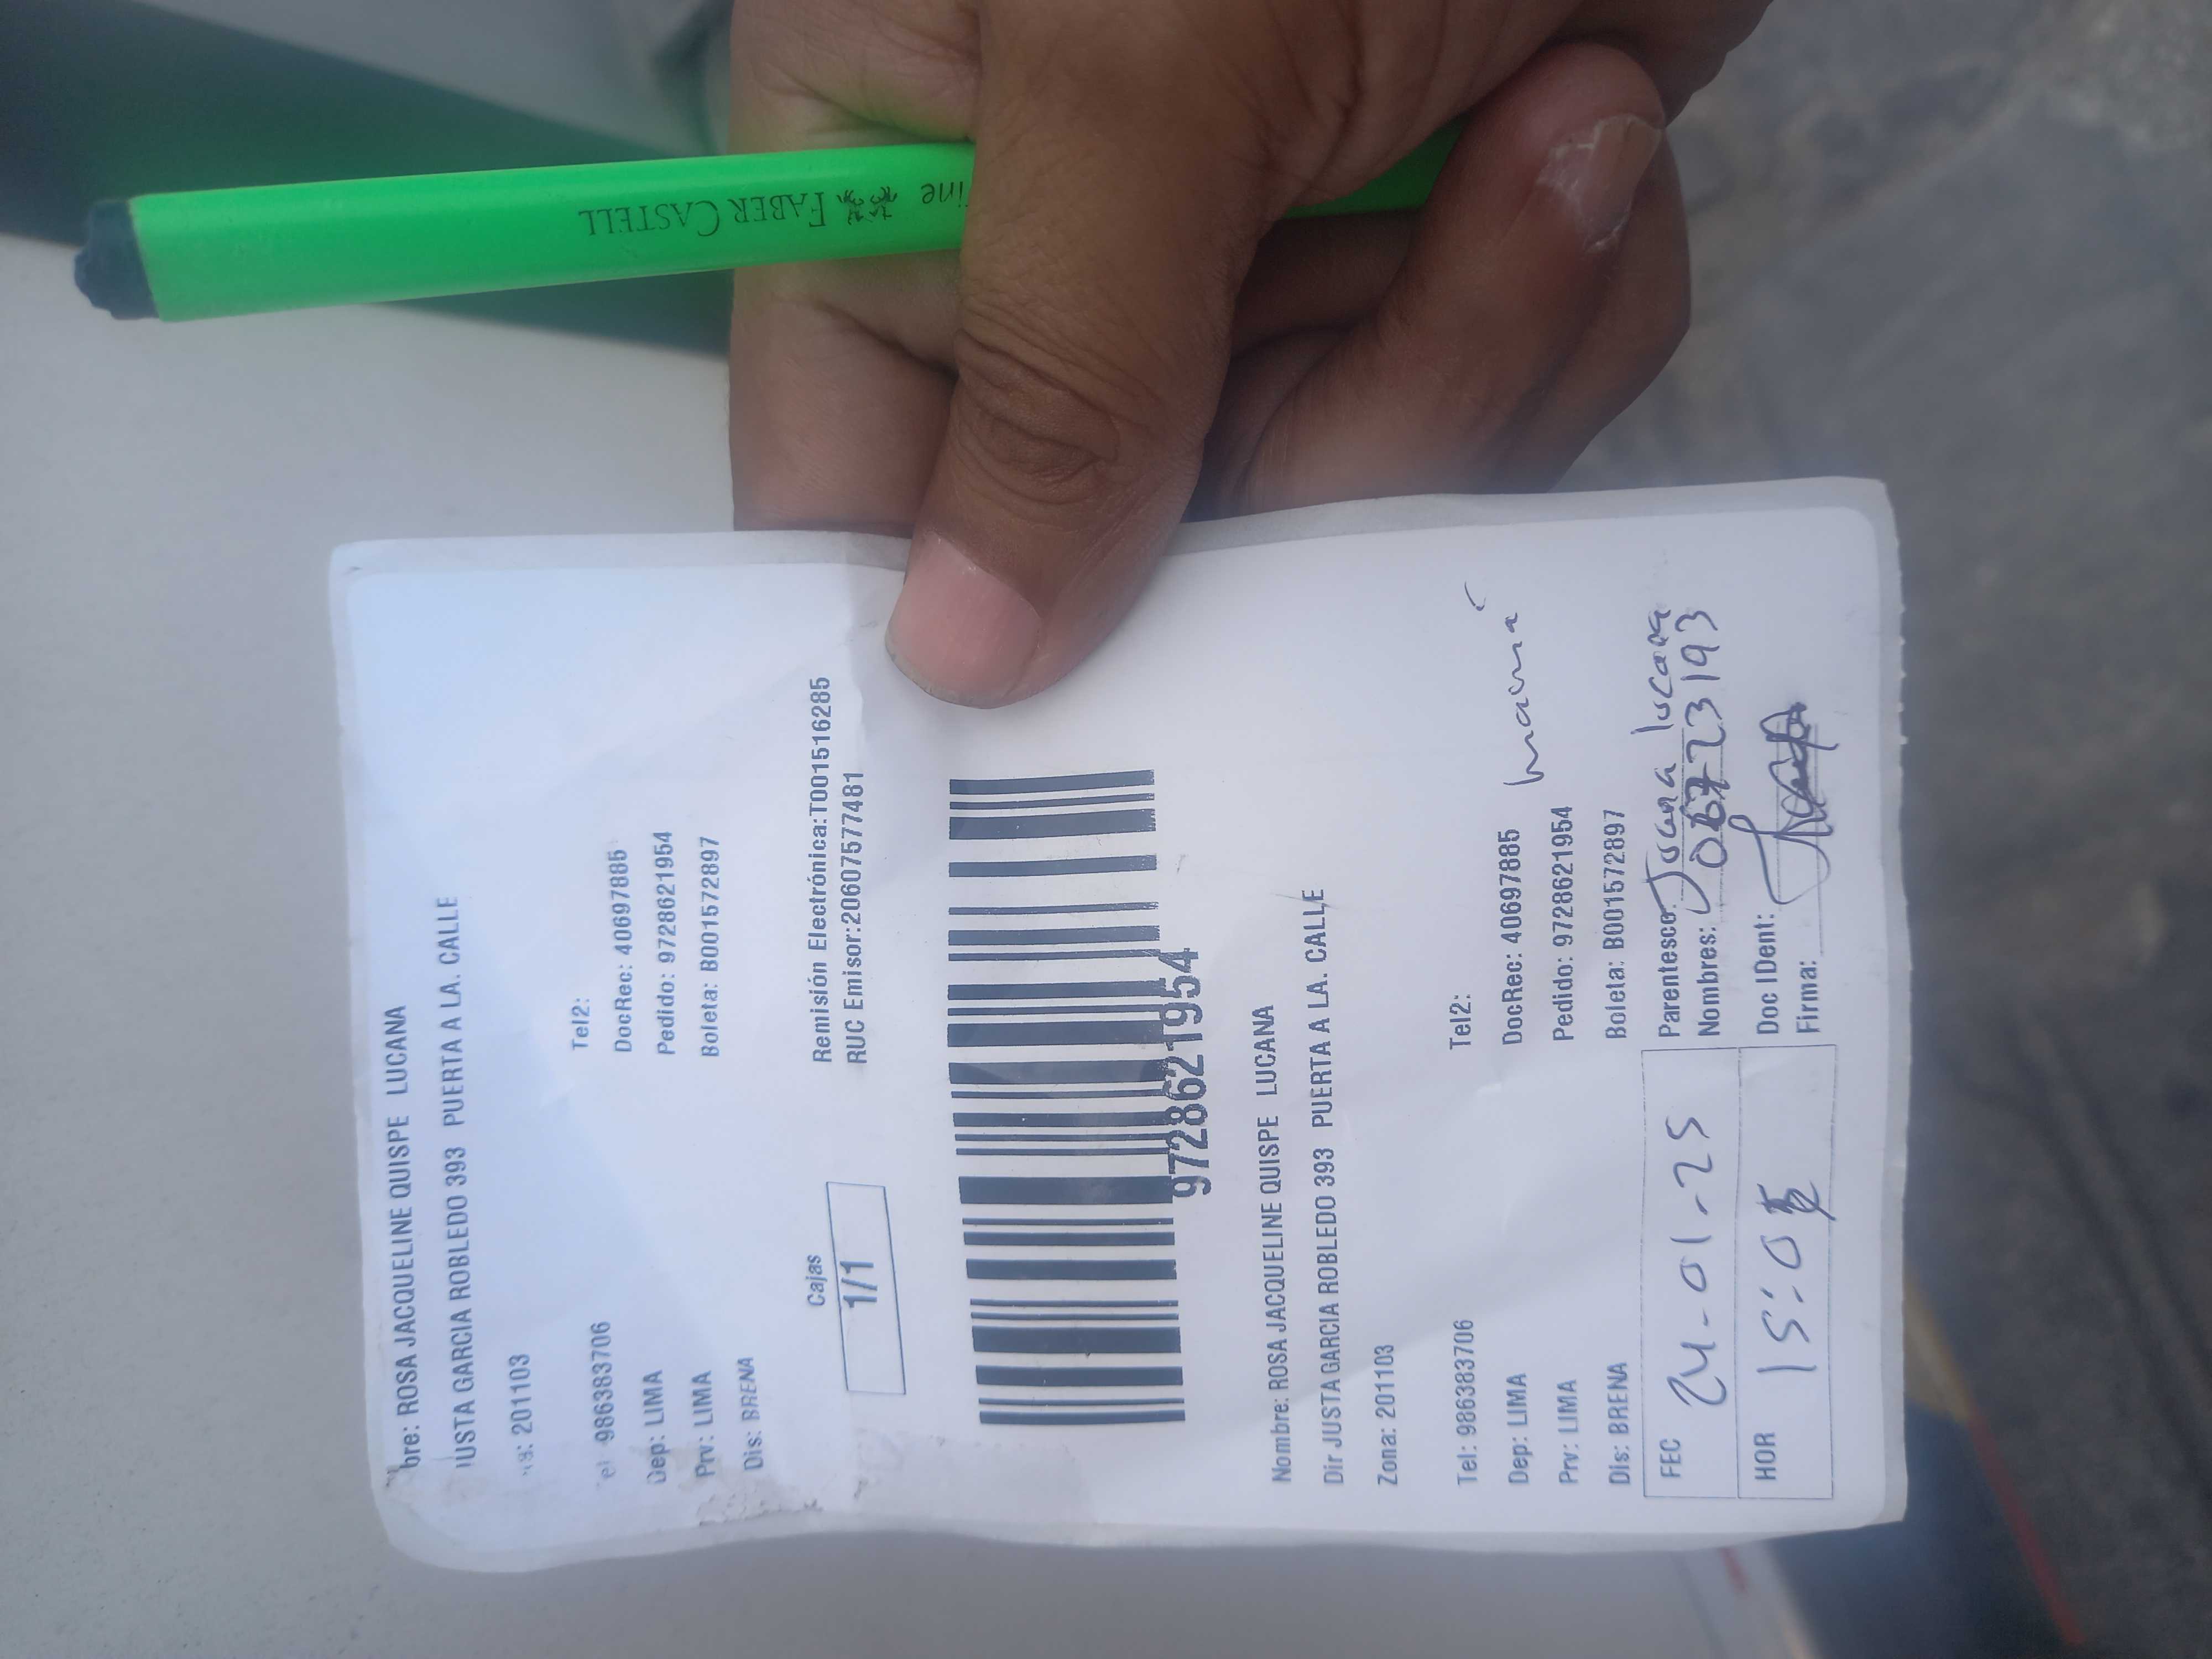 FABER CASTELL
bre: ROSA JACQUELINE QUISPE LUCANA
USTA GARCIA ROBLEDO 393 PUERTA A LA. CALLE
201103
986383706
Tel2:
Dep: LIMA
DocRec: 40697885
Prv: LIMA
Pedido: 9728621954
Dis: BRENA
Boleta: B001572897
Cajas
1/1
Remisión Electrónica:T001516285
RUC Emisor:20607577481
9728621954
Nombre: ROSA JACQUELINE QUISPE LUCANA
Dir JUSTA GARCIA ROBLEDO 393 PUERTA A LA. CALLE
Zona: 201103
Tel: 986383706
Tel2:
Dep: LIMA
DocRec: 40697885
mamá
Prv: LIMA
Pedido: 9728621954
Dis: BRENA
Boleta: B001572897
FEC 24-01-25
Parentesco:
Nombres:
HOR 15:0
Doc IDent:
Firma: